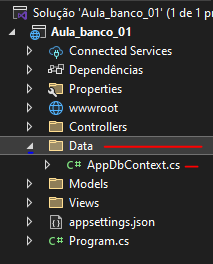 Solução 'Aula_banco_01' (1 de 1 pr
Aula_banco_01
Connected Services
Dependências
Properties
wwwroot
Controllers
Data
AppDbContext.cs
Models
Views
appsettings.json
Program.cs